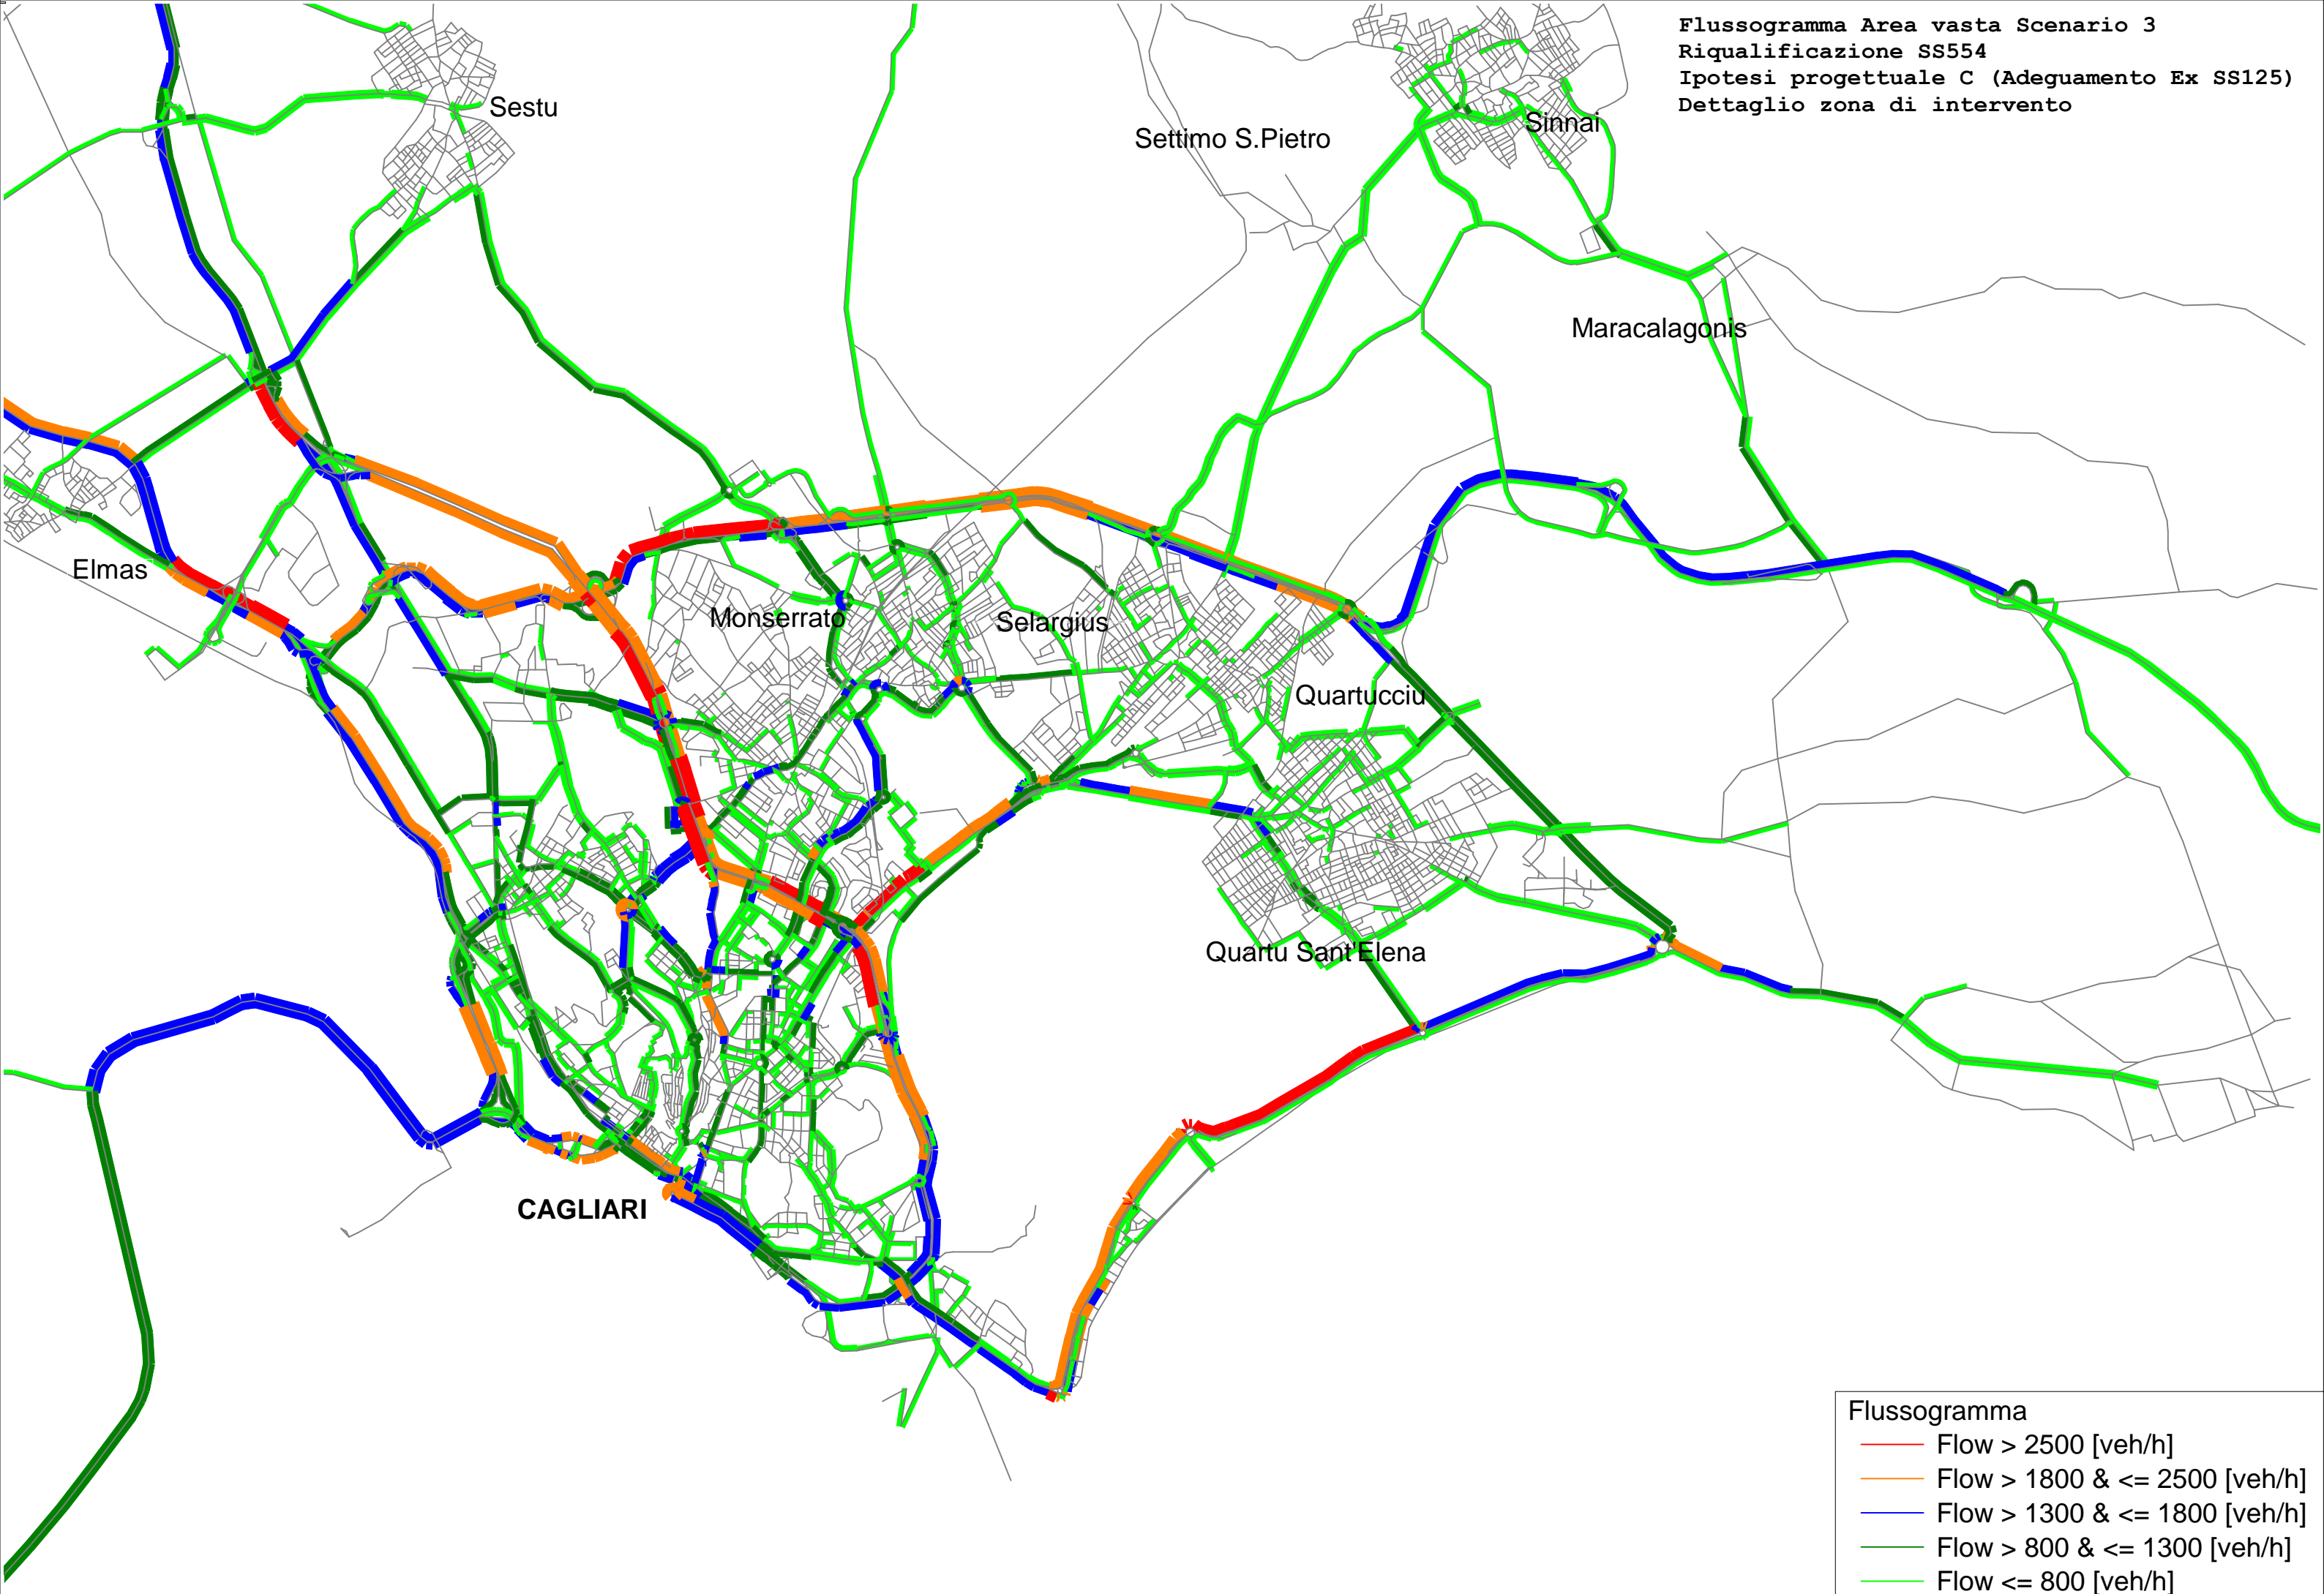 Flussogramma Area vasta Scenario 3
Riqualificazione SS554
Ipotesi progettuale C (Adeguamento Ex SS125)
Dettaglio zona di intervento
Sestu
Settimo S.Pietro
Sinnai
Maracalagonis
Elmas
Monserrato
Selargius
Quartucciu
Quartu Sant'Elena
CAGLIARI
Flussogramma
Flow > 2500 [veh/h]
Flow > 1800 & <= 2500 [veh/h]
Flow > 1300 & <= 1800 [veh/h]
Flow > 800 & <= 1300 [veh/h]
Flow <= 800 [veh/h]